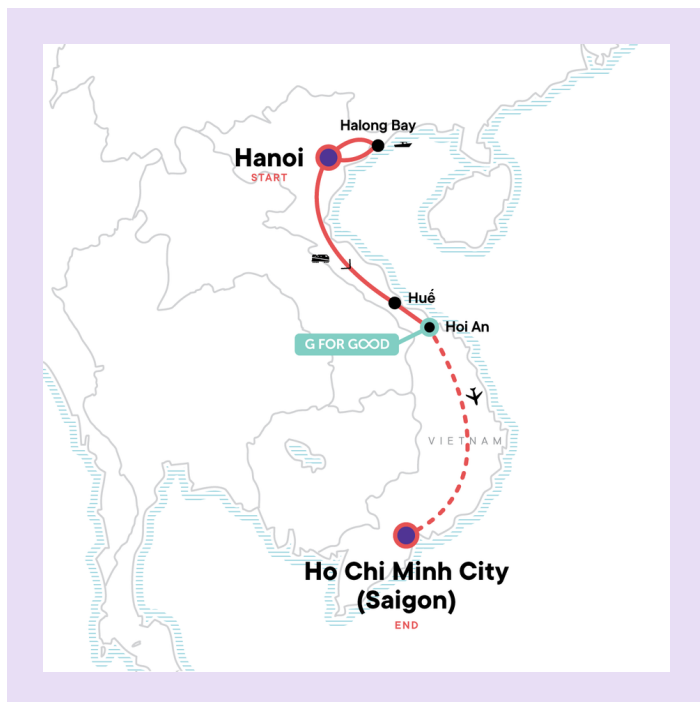 Halong Bay
Hanoi
START
Huế
Hoi An
G FOR GOOD
VIETNAM
Ho Chi Minh City
(Saigon)
END